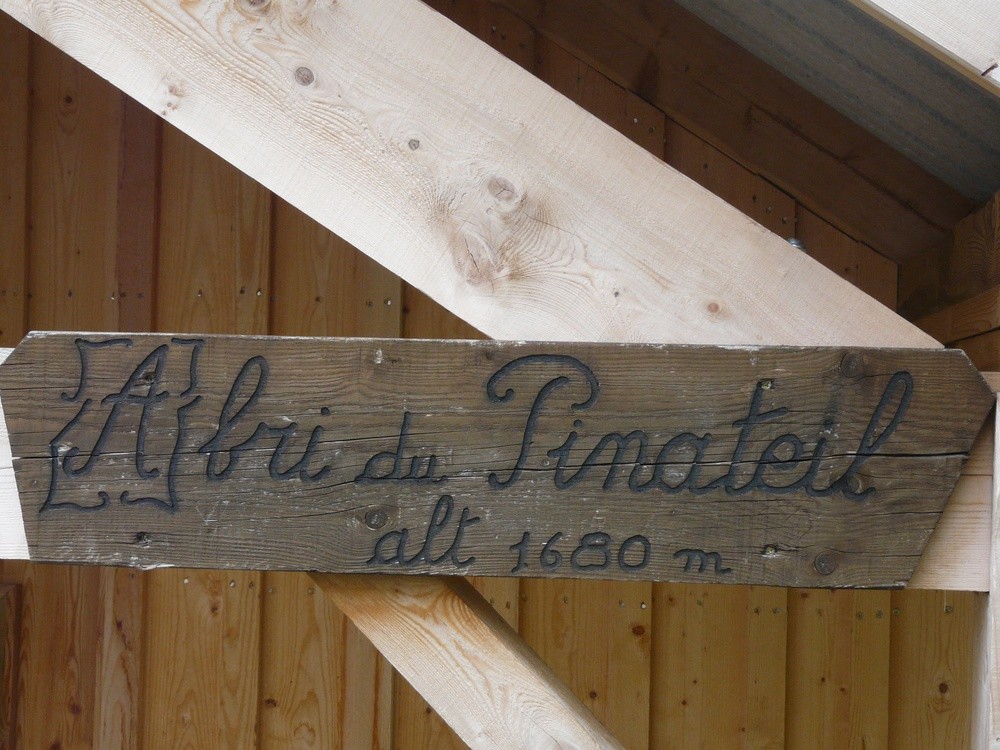 Abri du Pinateil
alt 1680 m